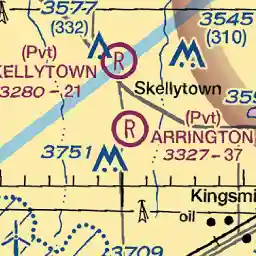 3577
(332)
3545
(310)
(Pvt)
R
KELLYTOWN
3280 - 21
Skellytown
(Pvt)
R
ARRINGTON
3327 - 37
3751
Kingsmi
oil
3709